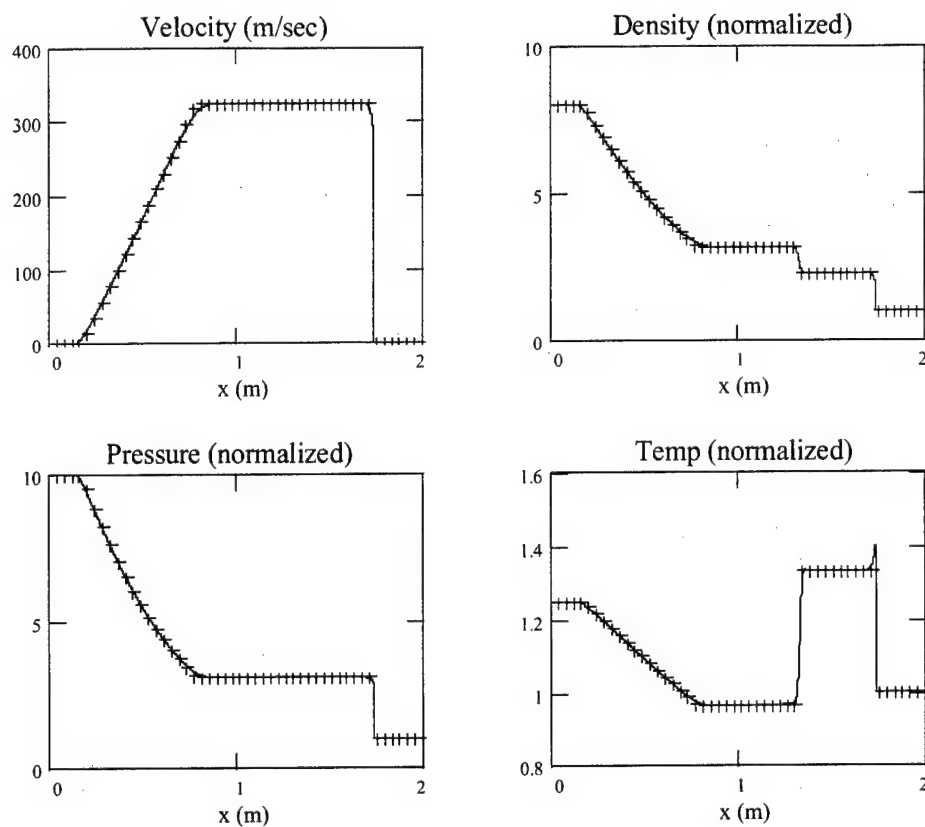 Velocity (m/sec)
400
300
200
100
0
0 1 2
x (m)
Density (normalized)
10
5
0
0 1 2
x (m)
Pressure (normalized)
10
5
0
0 1 2
x (m)
Temp (normalized)
1.6
1.4
1.2
1
0.8
0 1 2
x (m)